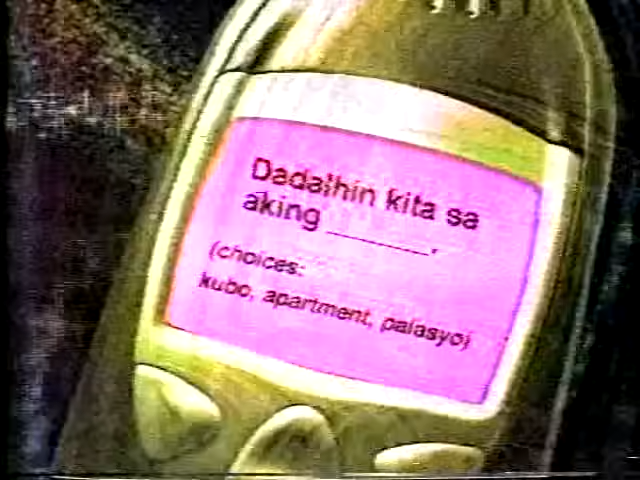 Dadalhin kita sa
aking ________.
(choices:
kubo, apartment, palasyo)